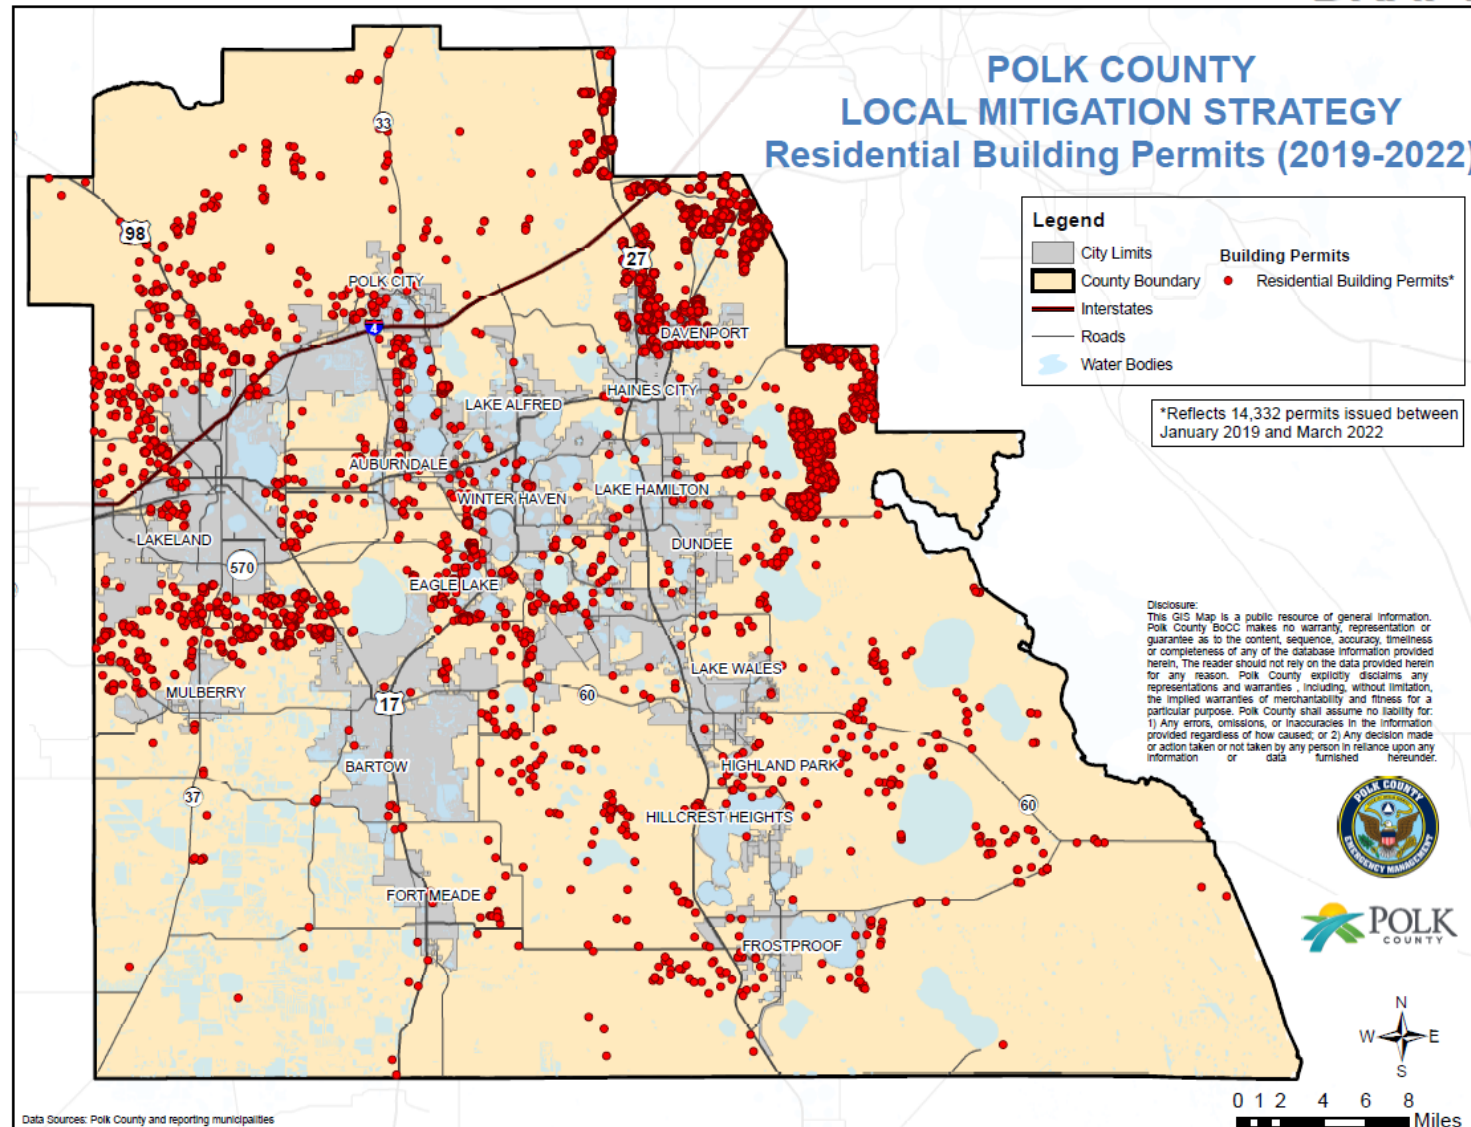 POLK COUNTY
LOCAL MITIGATION STRATEGY
Residential Building Permits (2019-2022)
Legend
City Limits
Building Permits
County Boundary
Residential Building Permits*
Interstates
Roads
Water Bodies
*Reflects 14,332 permits issued between
January 2019 and March 2022
33
98
27
POLK CITY
4
DAVENPORT
HAINES CITY
LAKE ALFRED
AUBURNDALE
WINTER HAVEN
LAKE HAMILTON
LAKELAND
DUNDEE
570
EAGLE LAKE
LAKE WALES
MULBERRY
60
17
BARTOW
HIGHLAND PARK
37
60
HILLCREST HEIGHTS
FORT MEADE
FROSTPROOF
Disclosure:
This GIS Map is a public resource of general information.
Polk County BoCC makes no warranty, representation or
guarantee as to the content, sequence, accuracy, timeliness
or completeness of any of the database information provided
herein, The reader should not rely on the data provided herein
for any reason. Polk County explicitly disclaims any
representations and warranties , including, without limitation,
the implied warranties of merchantability and fitness for a
particular purpose. Polk County shall assume no liability for:
1) Any errors, omissions, or inaccuracies in the information
provided regardless of how caused; or 2) Any decision made
or action taken or not taken by any person in reliance upon any
information or data furnished hereunder.
POLK COUNTY
EMERGENCY MANAGEMENT
POLK
COUNTY
N
W E
S
0 1 2 4 6 8
Miles
Data Sources: Polk County and reporting municipalities